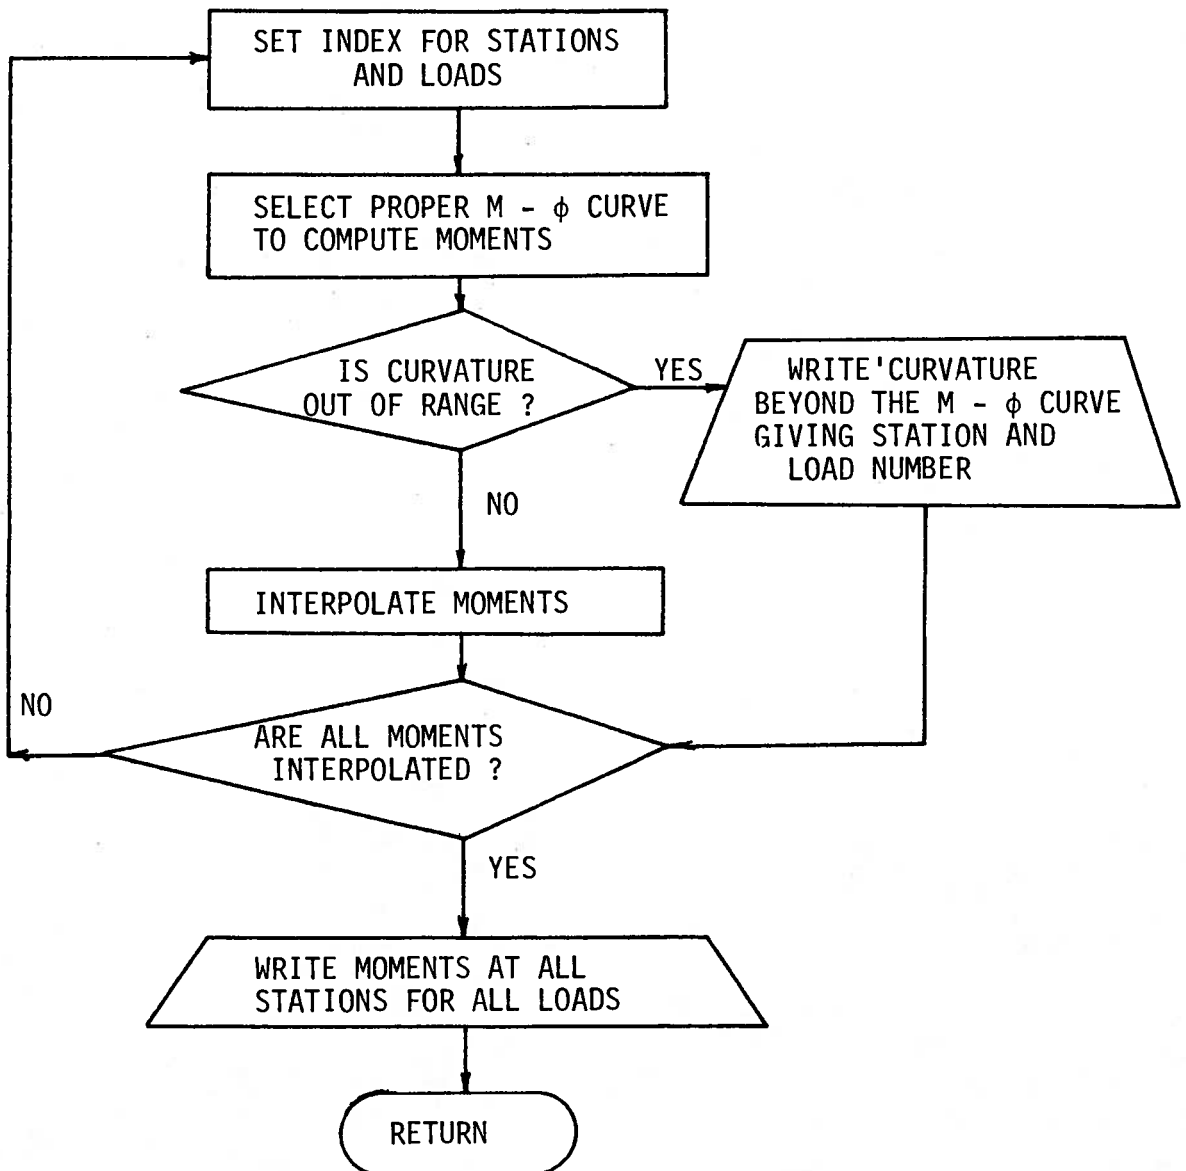 SET INDEX FOR STATIONS
AND LOADS
SELECT PROPER M - φ CURVE
TO COMPUTE MOMENTS
IS CURVATURE
OUT OF RANGE ?
YES
WRITE'CURVATURE
BEYOND THE M - φ CURVE
GIVING STATION AND
LOAD NUMBER
NO
INTERPOLATE MOMENTS
NO
ARE ALL MOMENTS
INTERPOLATED ?
YES
WRITE MOMENTS AT ALL
STATIONS FOR ALL LOADS
RETURN